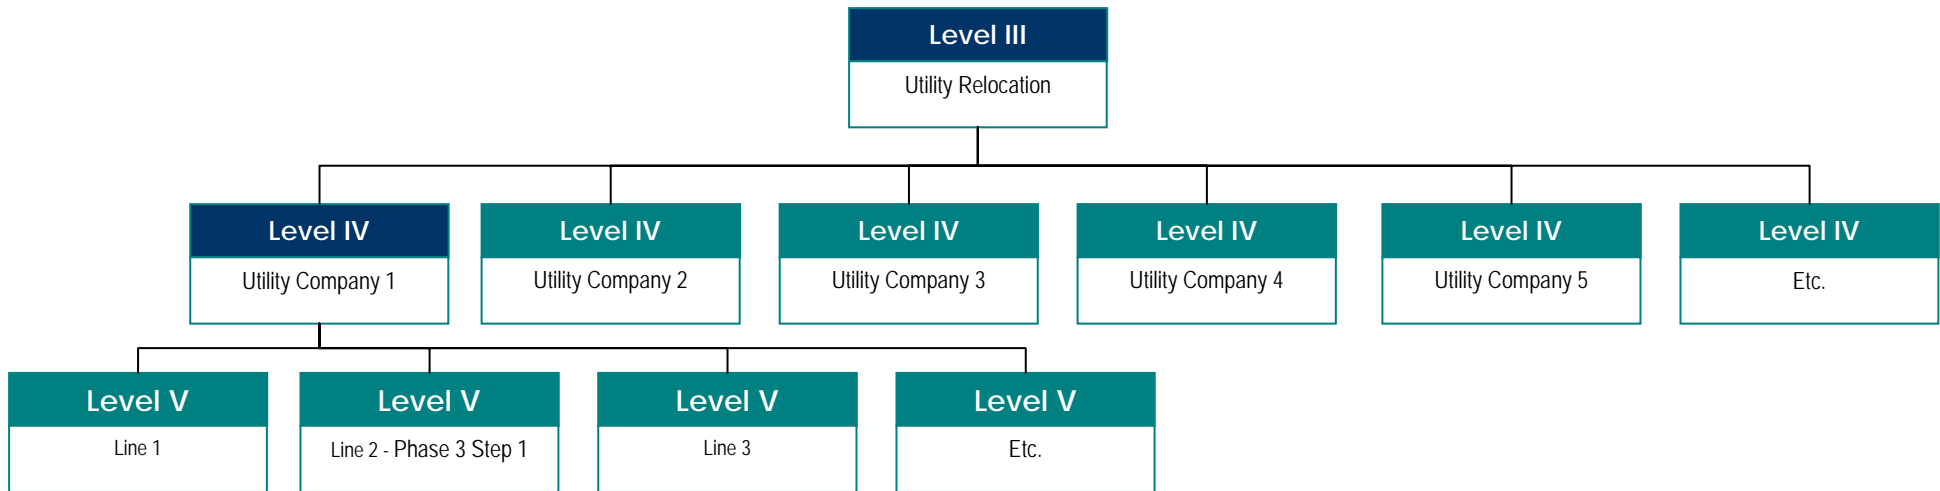 Level III
Utility Relocation
Level IV
Utility Company 1
Level IV
Utility Company 2
Level IV
Utility Company 3
Level IV
Utility Company 4
Level IV
Utility Company 5
Level IV
Etc.
Level V
Line 1
Level V
Line 2 - Phase 3 Step 1
Level V
Line 3
Level V
Etc.